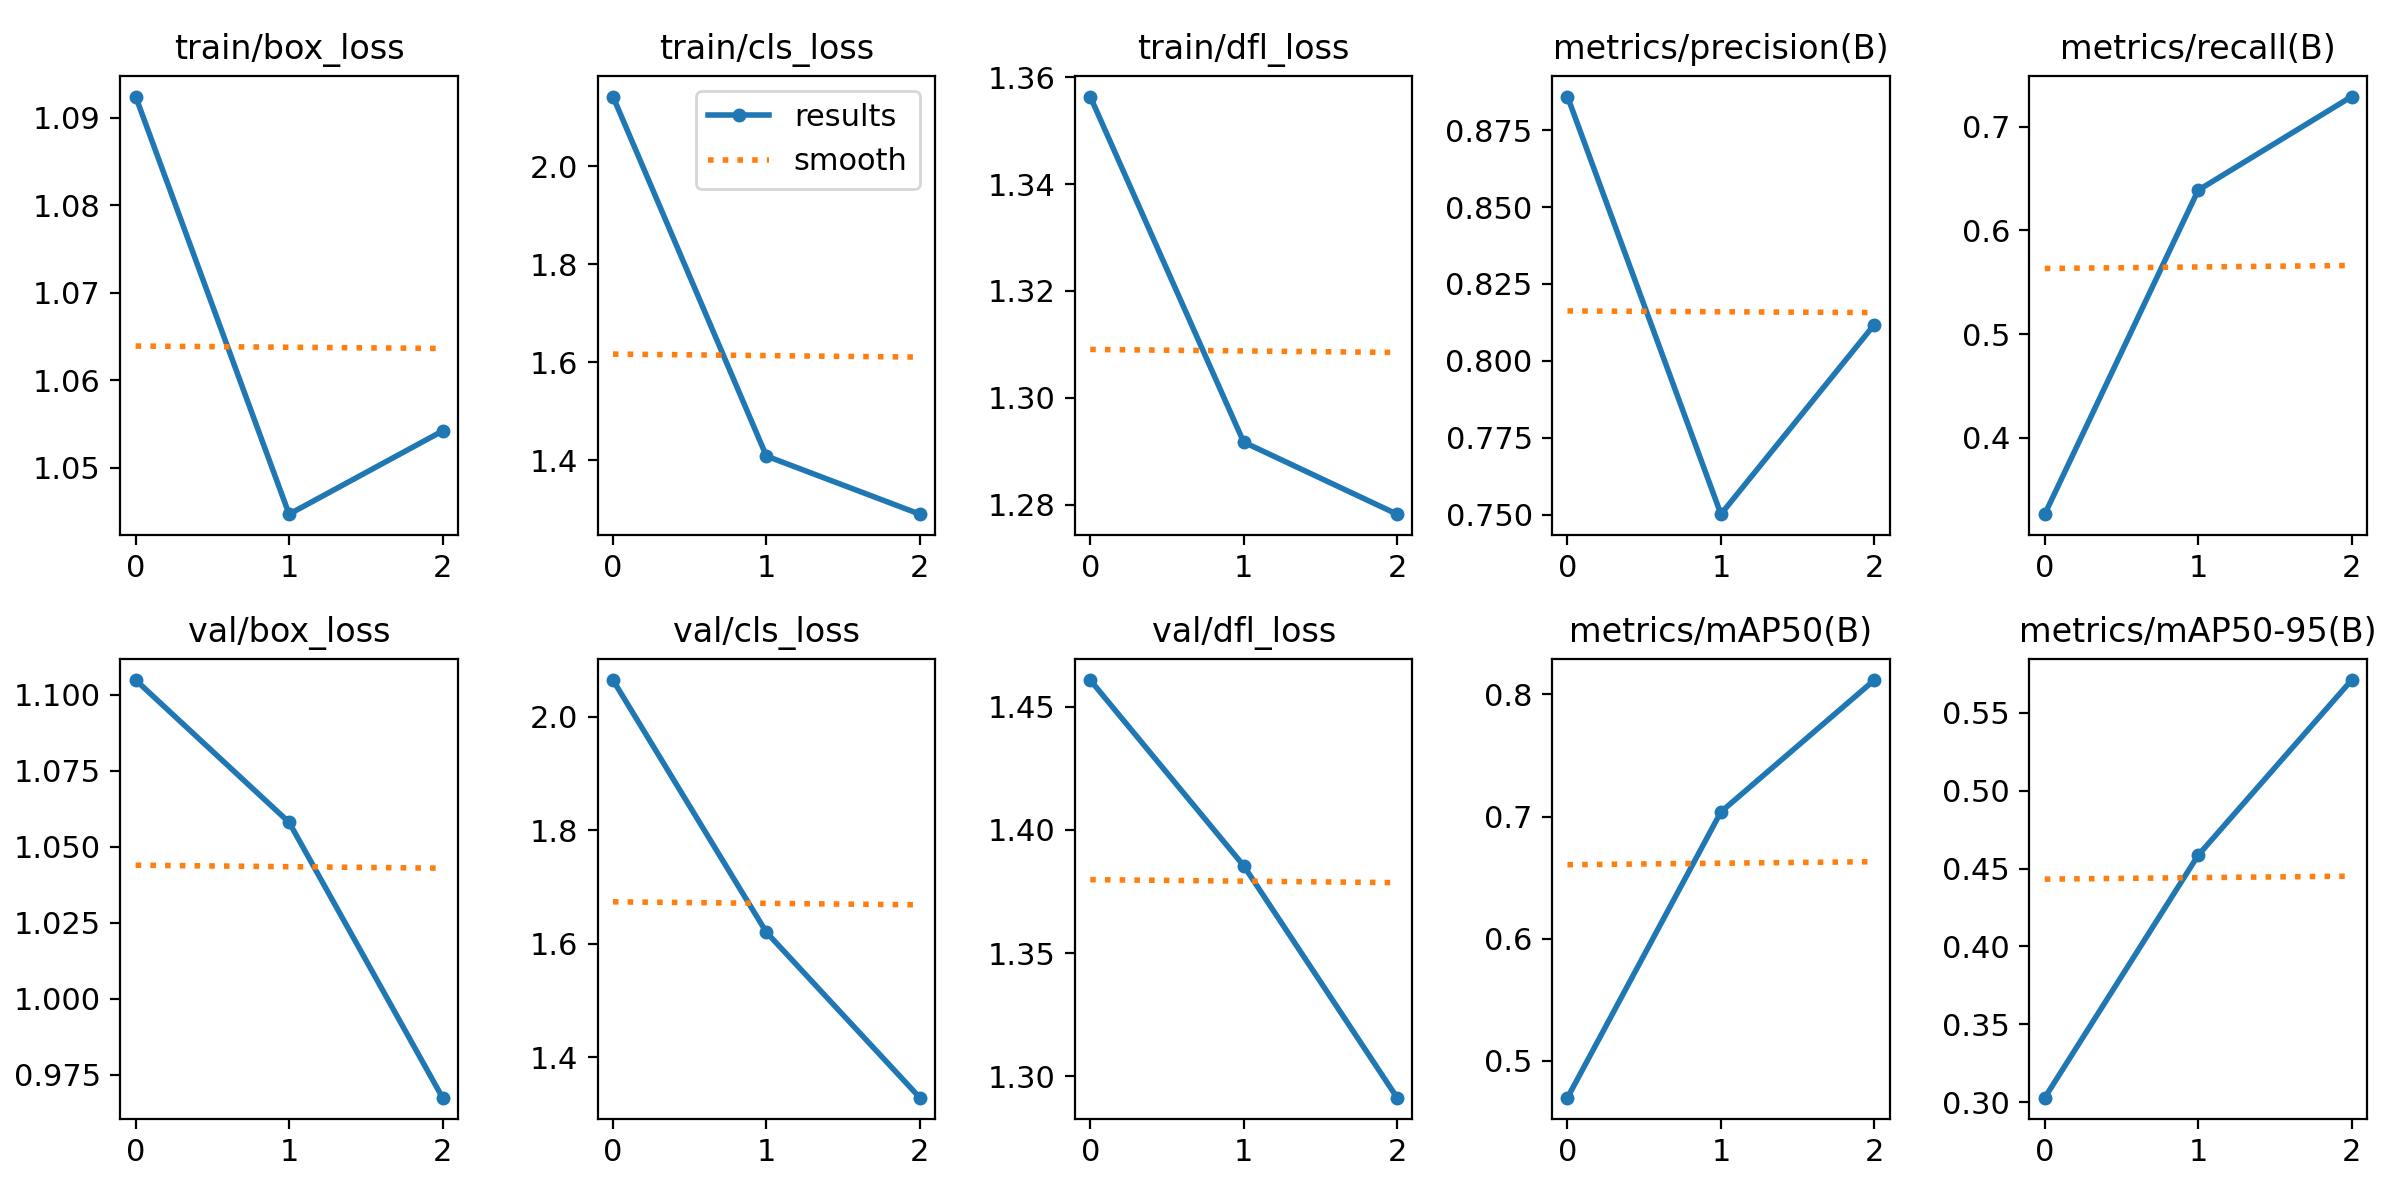 train/box_loss
1.09
1.08
1.07
1.06
1.05
0 1 2
train/cls_loss
results
smooth
2.0
1.8
1.6
1.4
0 1 2
train/dfl_loss
1.36
1.34
1.32
1.30
1.28
0 1 2
metrics/precision(B)
0.875
0.850
0.825
0.800
0.775
0.750
0 1 2
metrics/recall(B)
0.7
0.6
0.5
0.4
0 1 2
val/box_loss
1.100
1.075
1.050
1.025
1.000
0.975
0 1 2
val/cls_loss
2.0
1.8
1.6
1.4
0 1 2
val/dfl_loss
1.45
1.40
1.35
1.30
0 1 2
metrics/mAP50(B)
0.8
0.7
0.6
0.5
0 1 2
metrics/mAP50-95(B)
0.55
0.50
0.45
0.40
0.35
0.30
0 1 2